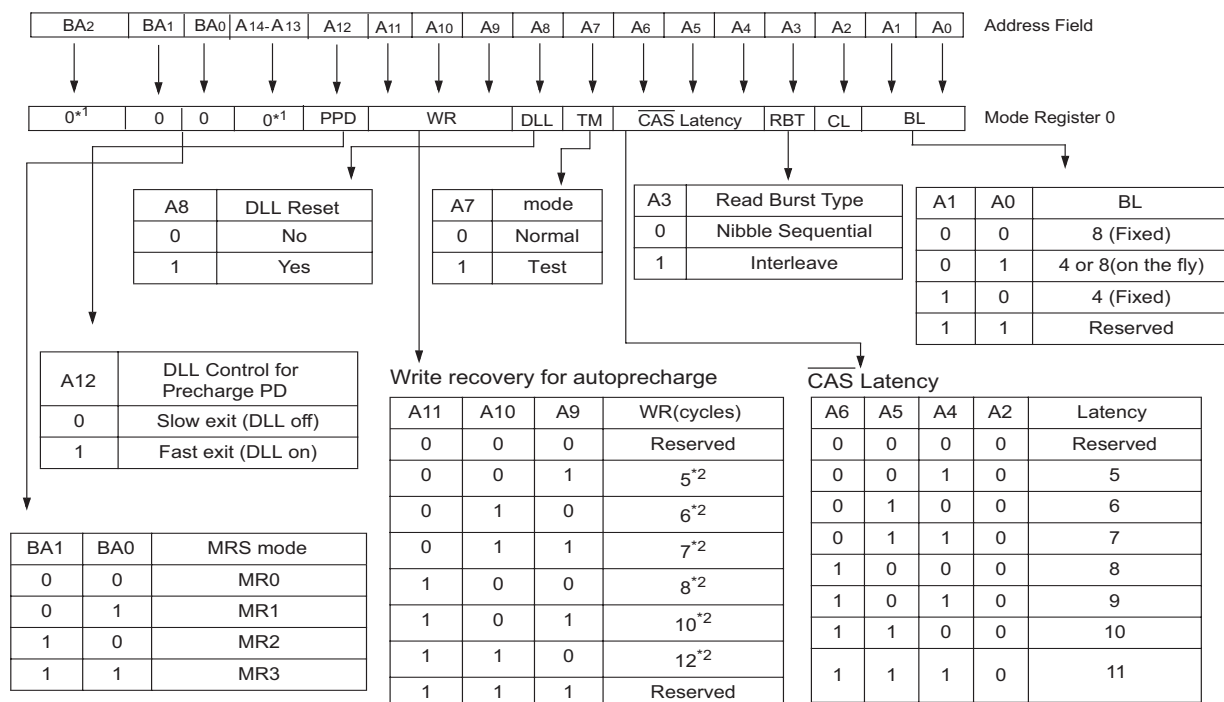 BA2 BA1 BA0 A14-A13 A12 A11 A10 A9 A8 A7 A6 A5 A4 A3 A2 A1 A0 Address Field
0*1 0 0 0*1 PPD WR DLL TM CAS Latency RBT CL BL Mode Register 0
A8 DLL Reset
0 No
1 Yes
A7 mode
0 Normal
1 Test
A3 Read Burst Type
0 Nibble Sequential
1 Interleave
A1 A0 BL
0 0 8 (Fixed)
0 1 4 or 8(on the fly)
1 0 4 (Fixed)
1 1 Reserved
A12 DLL Control for
Precharge PD
0 Slow exit (DLL off)
1 Fast exit (DLL on)
Write recovery for autoprecharge
A11 A10 A9 WR(cycles)
0 0 0 Reserved
0 0 1 5*2
0 1 0 6*2
0 1 1 7*2
1 0 0 8*2
1 0 1 10*2
1 1 0 12*2
1 1 1 Reserved
CAS Latency
A6 A5 A4 A2 Latency
0 0 0 0 Reserved
0 0 1 0 5
0 1 0 0 6
0 1 1 0 7
1 0 0 0 8
1 0 1 0 9
1 1 0 0 10
1 1 1 0 11
BA1 BA0 MRS mode
0 0 MR0
0 1 MR1
1 0 MR2
1 1 MR3